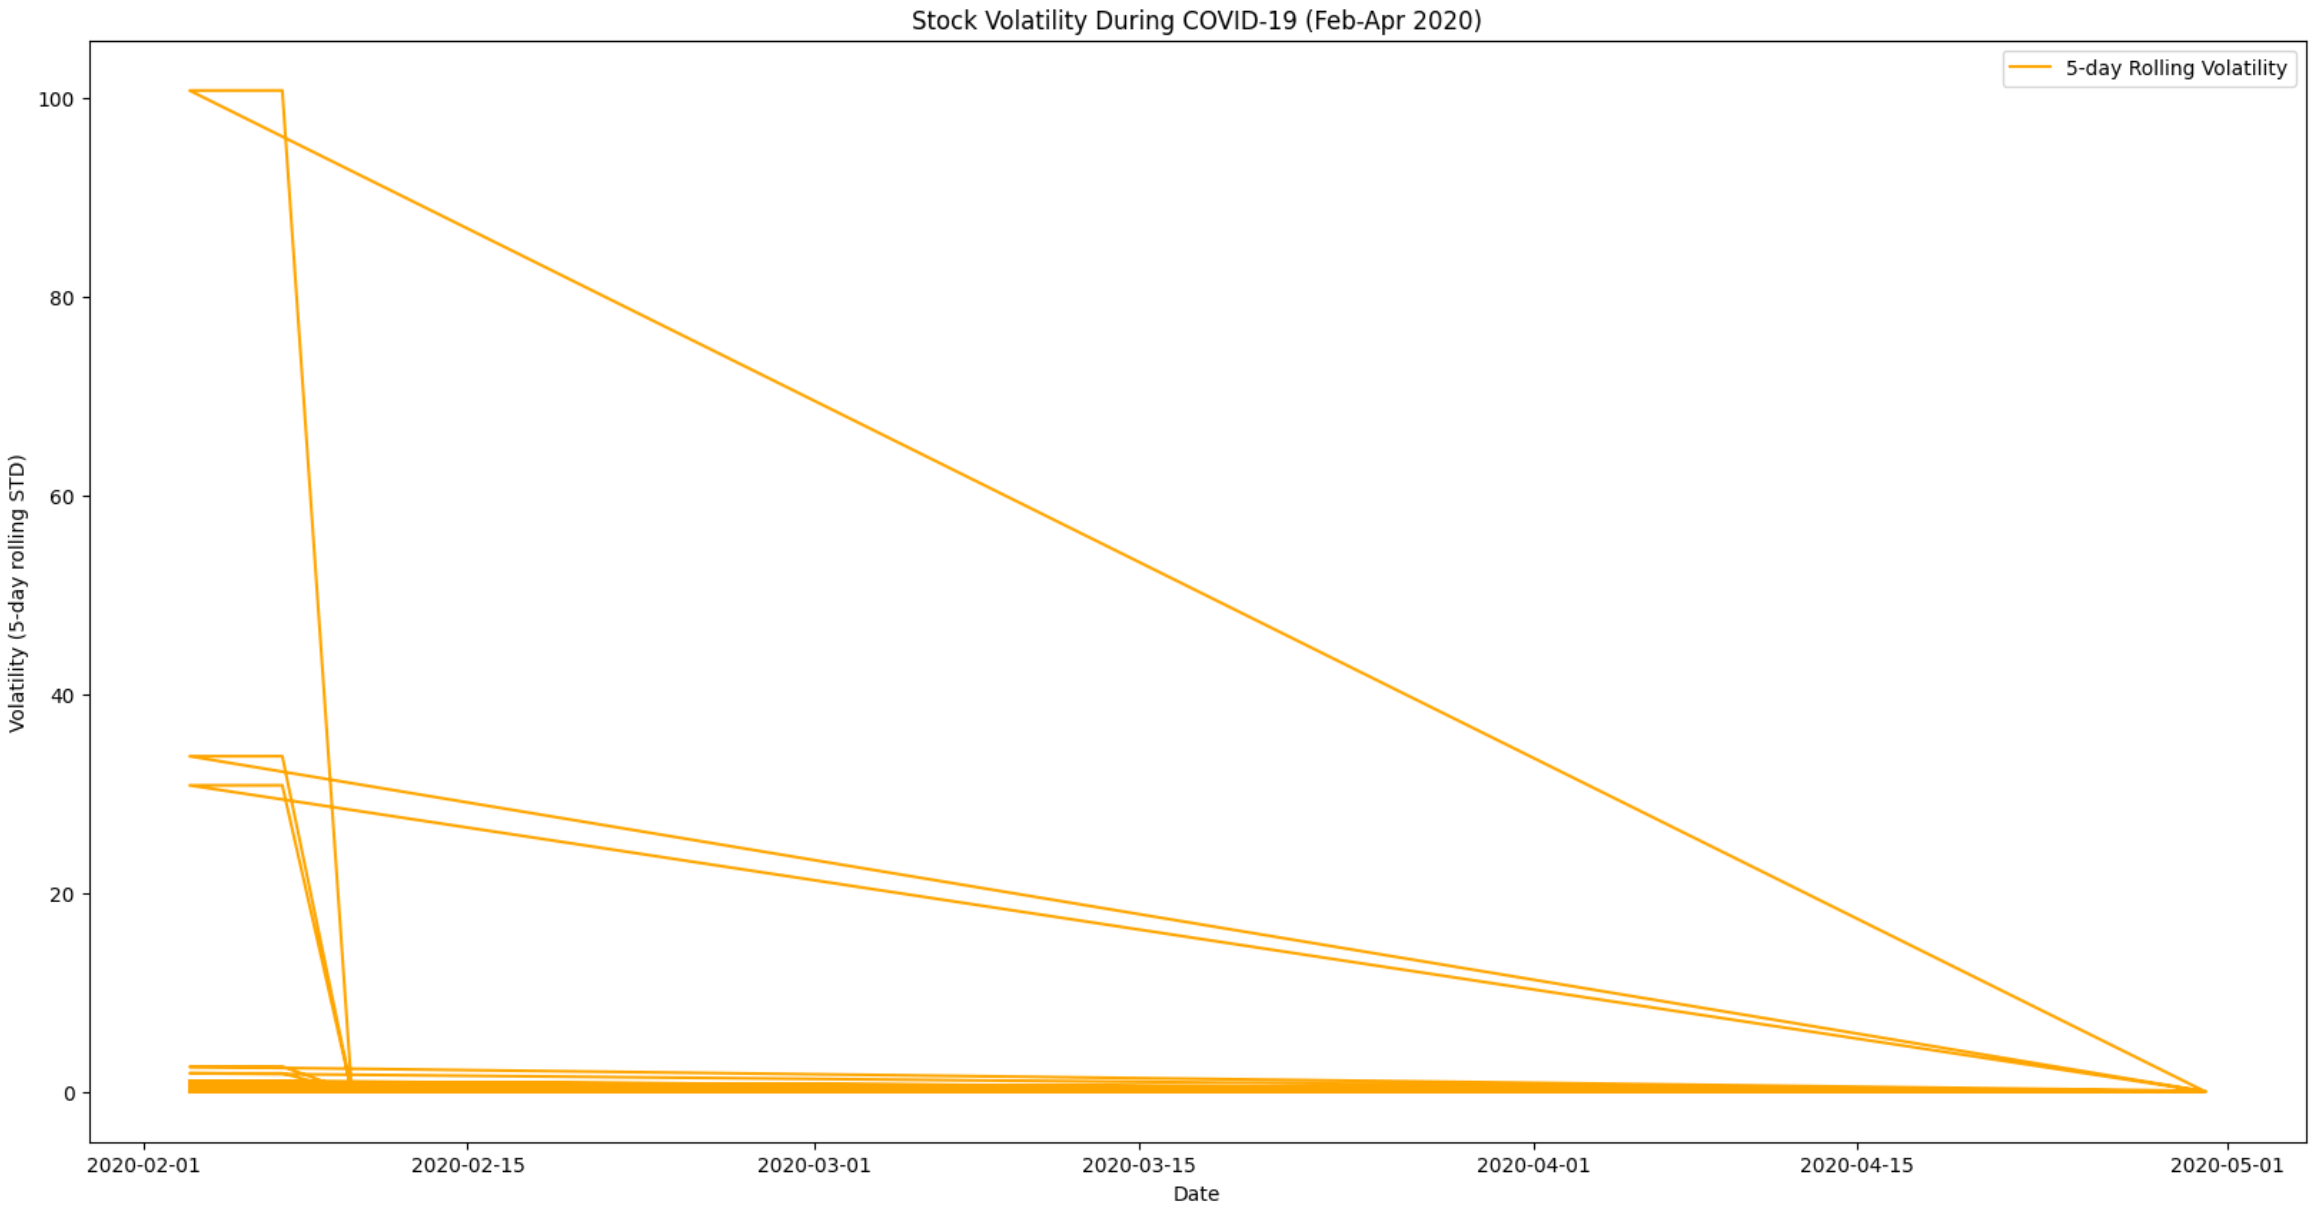 Stock Volatility During COVID-19 (Feb-Apr 2020)
5-day Rolling Volatility
Volatility (5-day rolling STD)
100
80
60
40
20
0
2020-02-01 2020-02-15 2020-03-01 2020-03-15 2020-04-01 2020-04-15 2020-05-01
Date